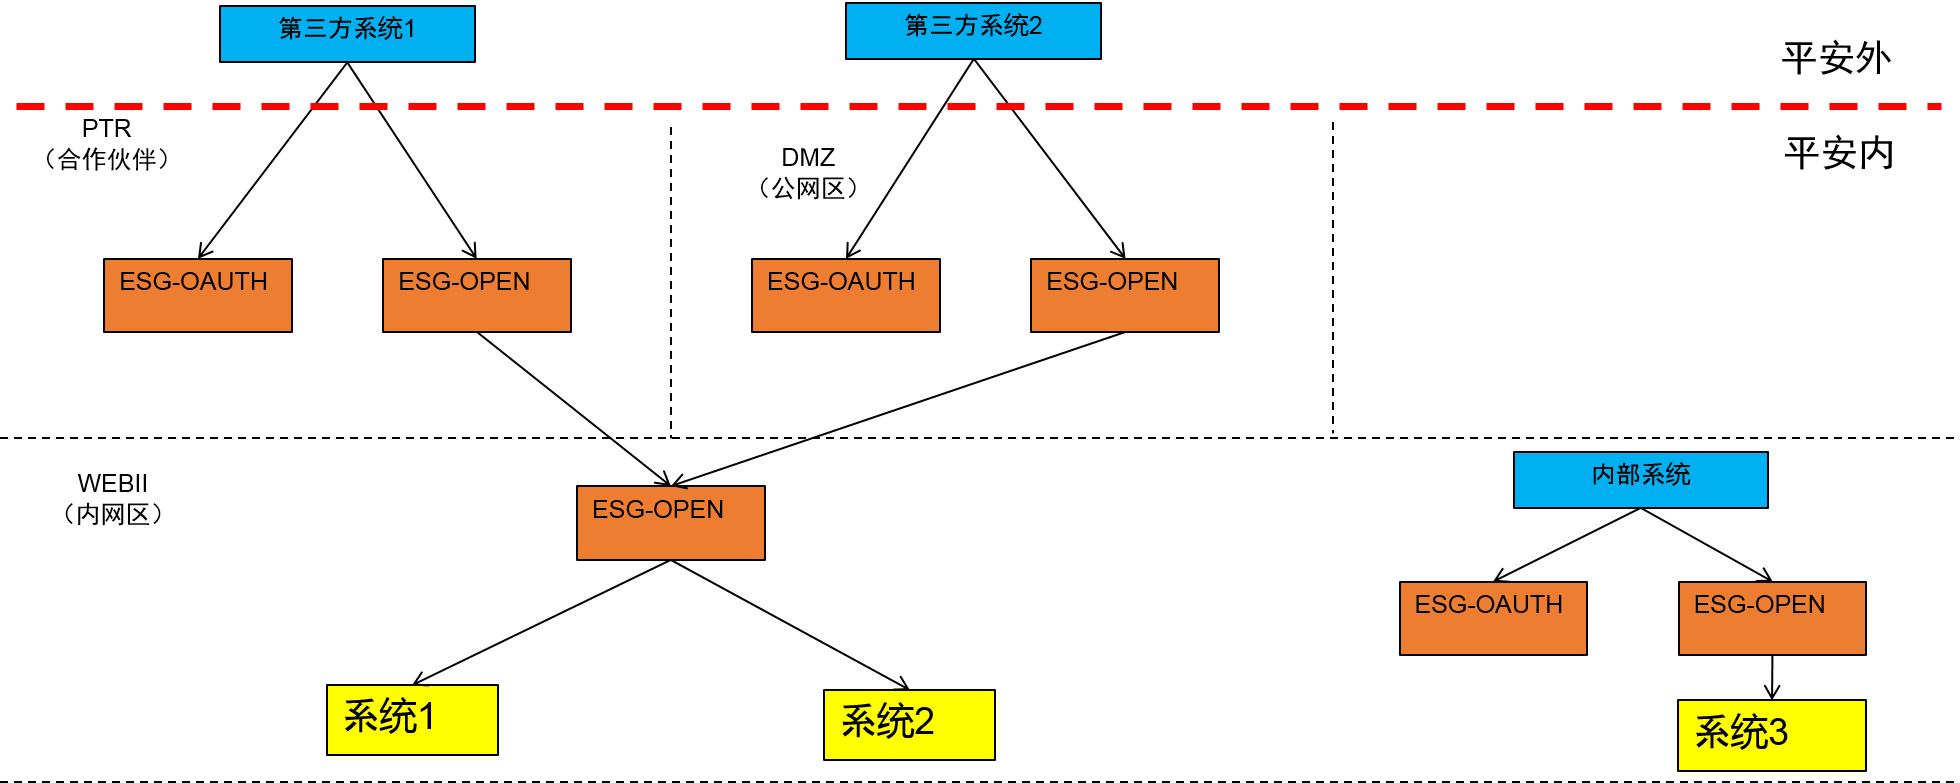 第三方系统1
第三方系统2
平安外
PTR
（合作伙伴）
DMZ
（公网区）
平安内
ESG-OAUTH
ESG-OPEN
ESG-OAUTH
ESG-OPEN
WEBII
（内网区）
ESG-OPEN
内部系统
ESG-OAUTH
ESG-OPEN
系统1
系统2
系统3